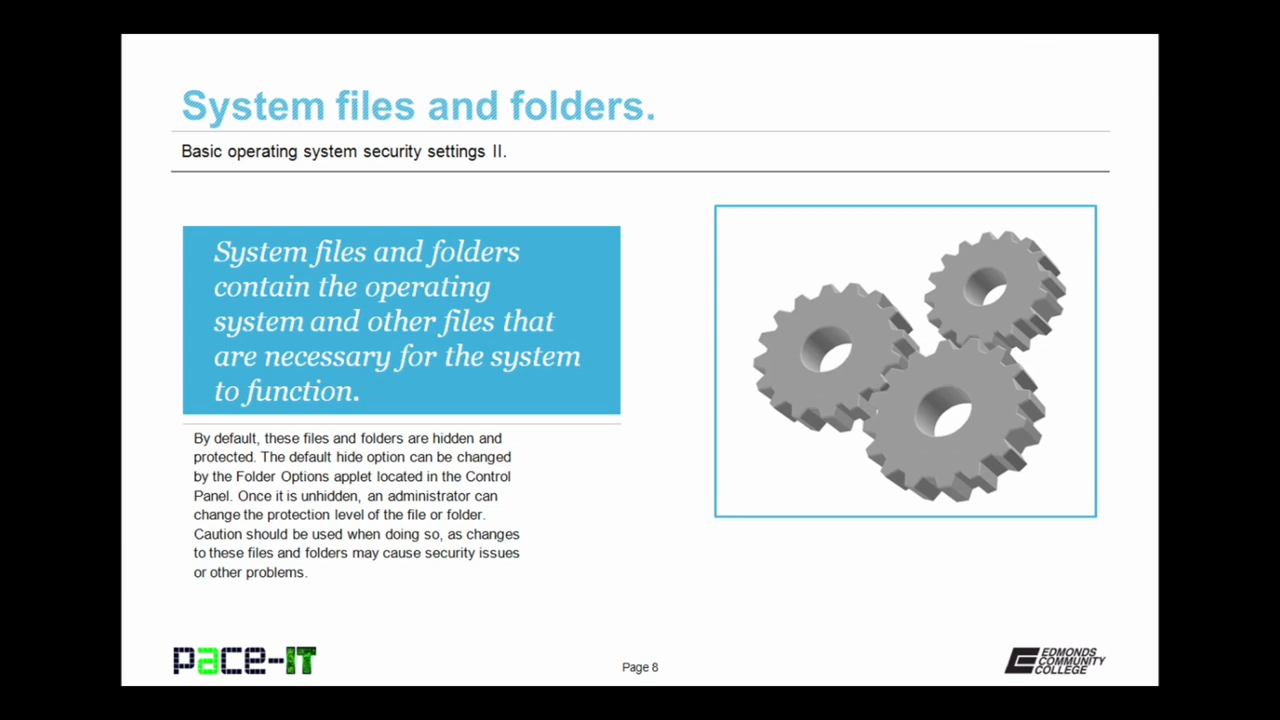 System files and folders.
Basic operating system security settings II.
System files and folders
contain the operating
system and other files that
are necessary for the system
to function.
By default, these files and folders are hidden and
protected. The default hide option can be changed
by the Folder Options applet located in the Control
Panel. Once it is unhidden, an administrator can
change the protection level of the file or folder.
Caution should be used when doing so, as changes
to these files and folders may cause security issues
or other problems.
pace-IT
Page 8
EDMONDS
COMMUNITY
COLLEGE